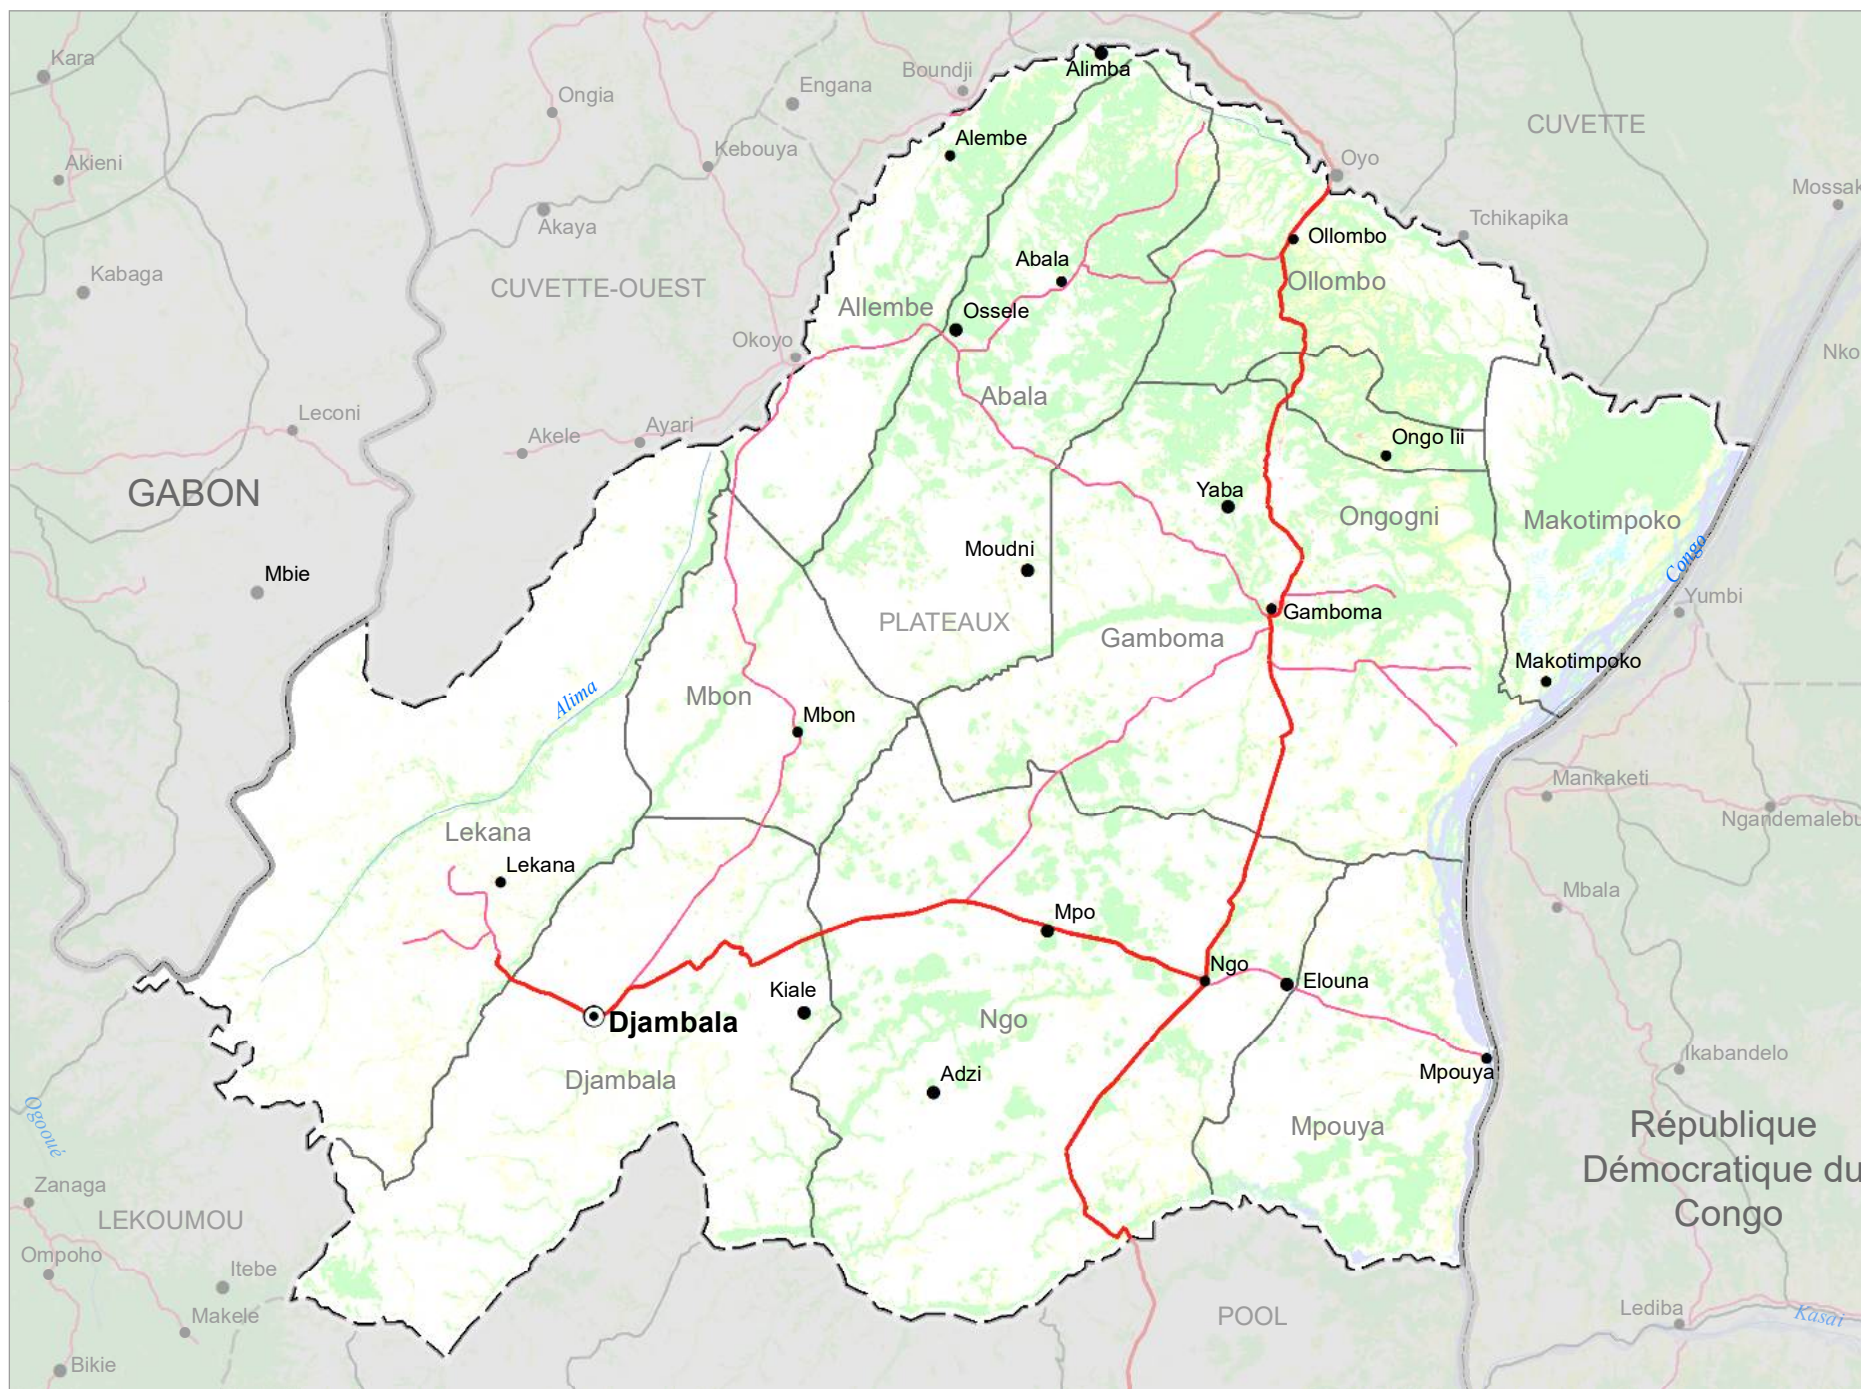 Kara
Boundji
Alimba
Engana
Ongia
CUVETTE
Alembe
Kebouya
Oyo
Akieni
Tchikapika
Akaya
Ollombo
Abala
Kabaga
CUVETTE-OUEST
Allembe
Ossele
Ollombo
Okoyo
Abala
Leconi
Ayari
Akele
Ongo Iii
GABON
Yaba
Ongogni
Makotimpoko
Moudni
Congo
Mbie
Yumbi
PLATEAUX
Gamboma
Gamboma
Makotimpoko
Alima
Mbon
Mbon
Mankaketi
Lekana
Lekana
Mbala
Mpo
Ngo
Elouna
Kiale
Djambala
Ngo
Ikabandelo
Mpouya
Adzi
Djambala
Ogooué
Mpouya
République
Démocratique du
Congo
Zanaga
LEKOUMOU
Ompoho
Itebe
Makele
POOL
Lediba
Kasai
Bikie